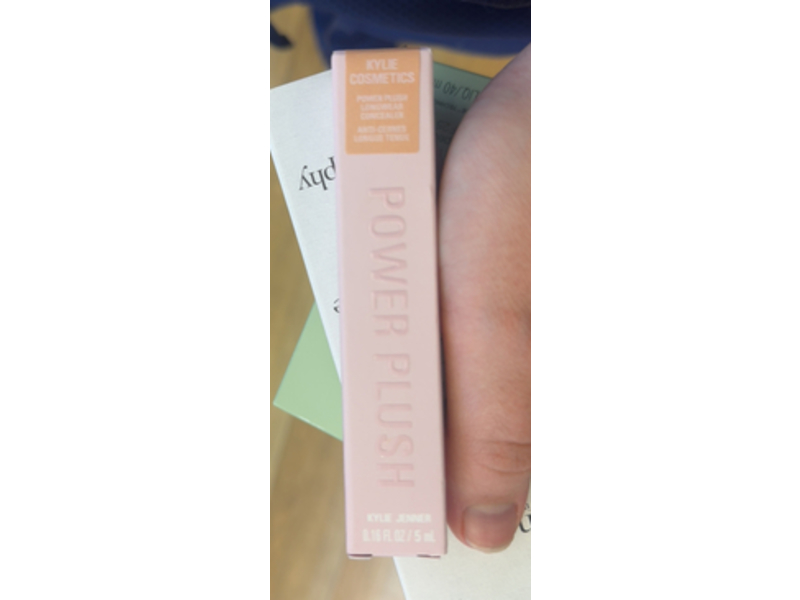 KYLIE
COSMETICS
POWER PLUSH
LONGWEAR
CONCEALER
ANTI-CERNES
LONGUE TENUE
POWER PLUSH
KYLIE JENNER
0.16 FL OZ / 5 mL
phy